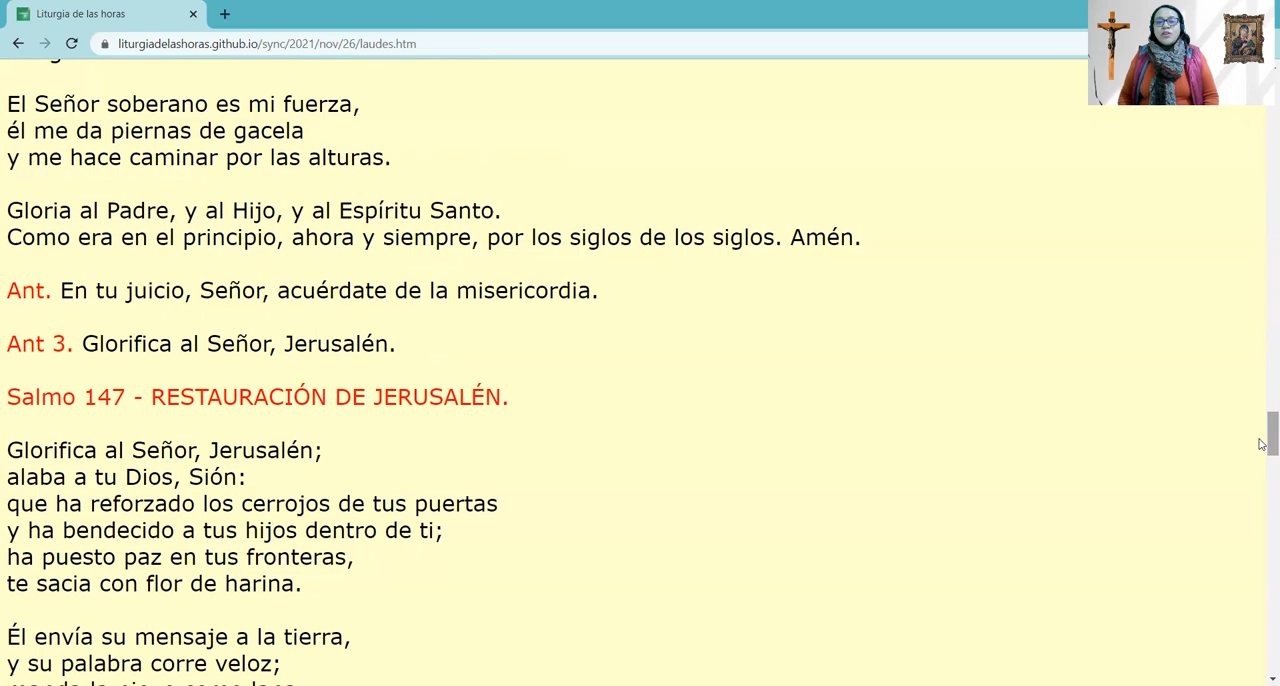 Liturgia de las horas
liturgiadelashoras.github.io/sync/2021/nov/26/laudes.htm
El Señor soberano es mi fuerza,
él me da piernas de gacela
y me hace caminar por las alturas.
Gloria al Padre, y al Hijo, y al Espíritu Santo.
Como era en el principio, ahora y siempre, por los siglos de los siglos. Amén.
Ant. En tu juicio, Señor, acuérdate de la misericordia.
Ant 3. Glorifica al Señor, Jerusalén.
Salmo 147 - RESTAURACIÓN DE JERUSALÉN.
Glorifica al Señor, Jerusalén;
alaba a tu Dios, Sión:
que ha reforzado los cerrojos de tus puertas
y ha bendecido a tus hijos dentro de ti;
ha puesto paz en tus fronteras,
te sacia con flor de harina.
Él envía su mensaje a la tierra,
y su palabra corre veloz;